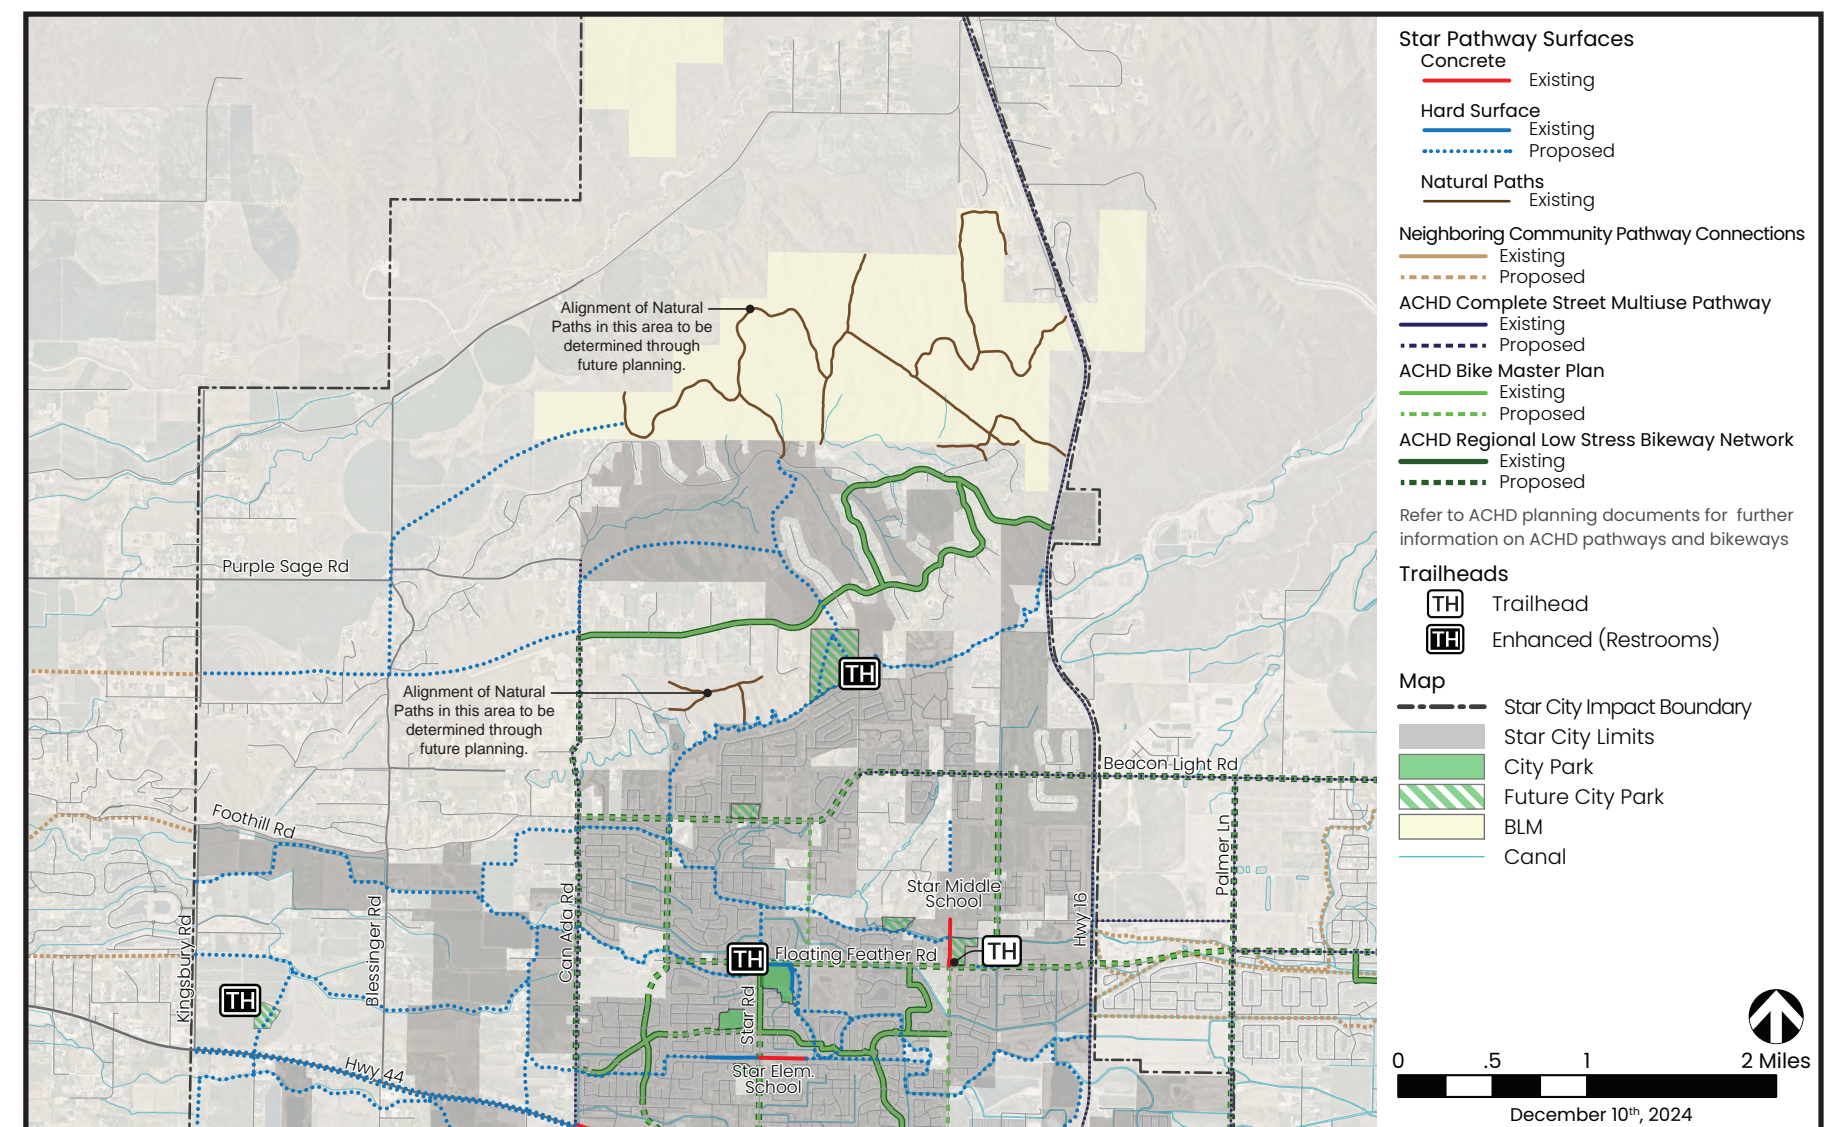 Star Pathway Surfaces
Concrete
Existing
Hard Surface
Existing
Proposed
Natural Paths
Existing
Neighboring Community Pathway Connections
Existing
Proposed
ACHD Complete Street Multiuse Pathway
Existing
Proposed
ACHD Bike Master Plan
Existing
Proposed
ACHD Regional Low Stress Bikeway Network
Existing
Proposed
Refer to ACHD planning documents for further
information on ACHD pathways and bikeways
Trailheads
TH Trailhead
TH Enhanced (Restrooms)
Map
Star City Impact Boundary
Star City Limits
City Park
Future City Park
BLM
Canal
0 .5 1 2 Miles
December 10th, 2024
Alignment of Natural
Paths in this area to be
determined through
future planning.
Purple Sage Rd
TH
Alignment of Natural
Paths in this area to be
determined through
future planning.
Beacon Light Rd
Foothill Rd
Palmer Ln
Star Middle
School
Hwy 16
Can Ada Rd
Blessinger Rd
Kingsbury Rd
TH
Floating Feather Rd
TH
TH
Star Rd
Hwy 44
Star Elem.
School